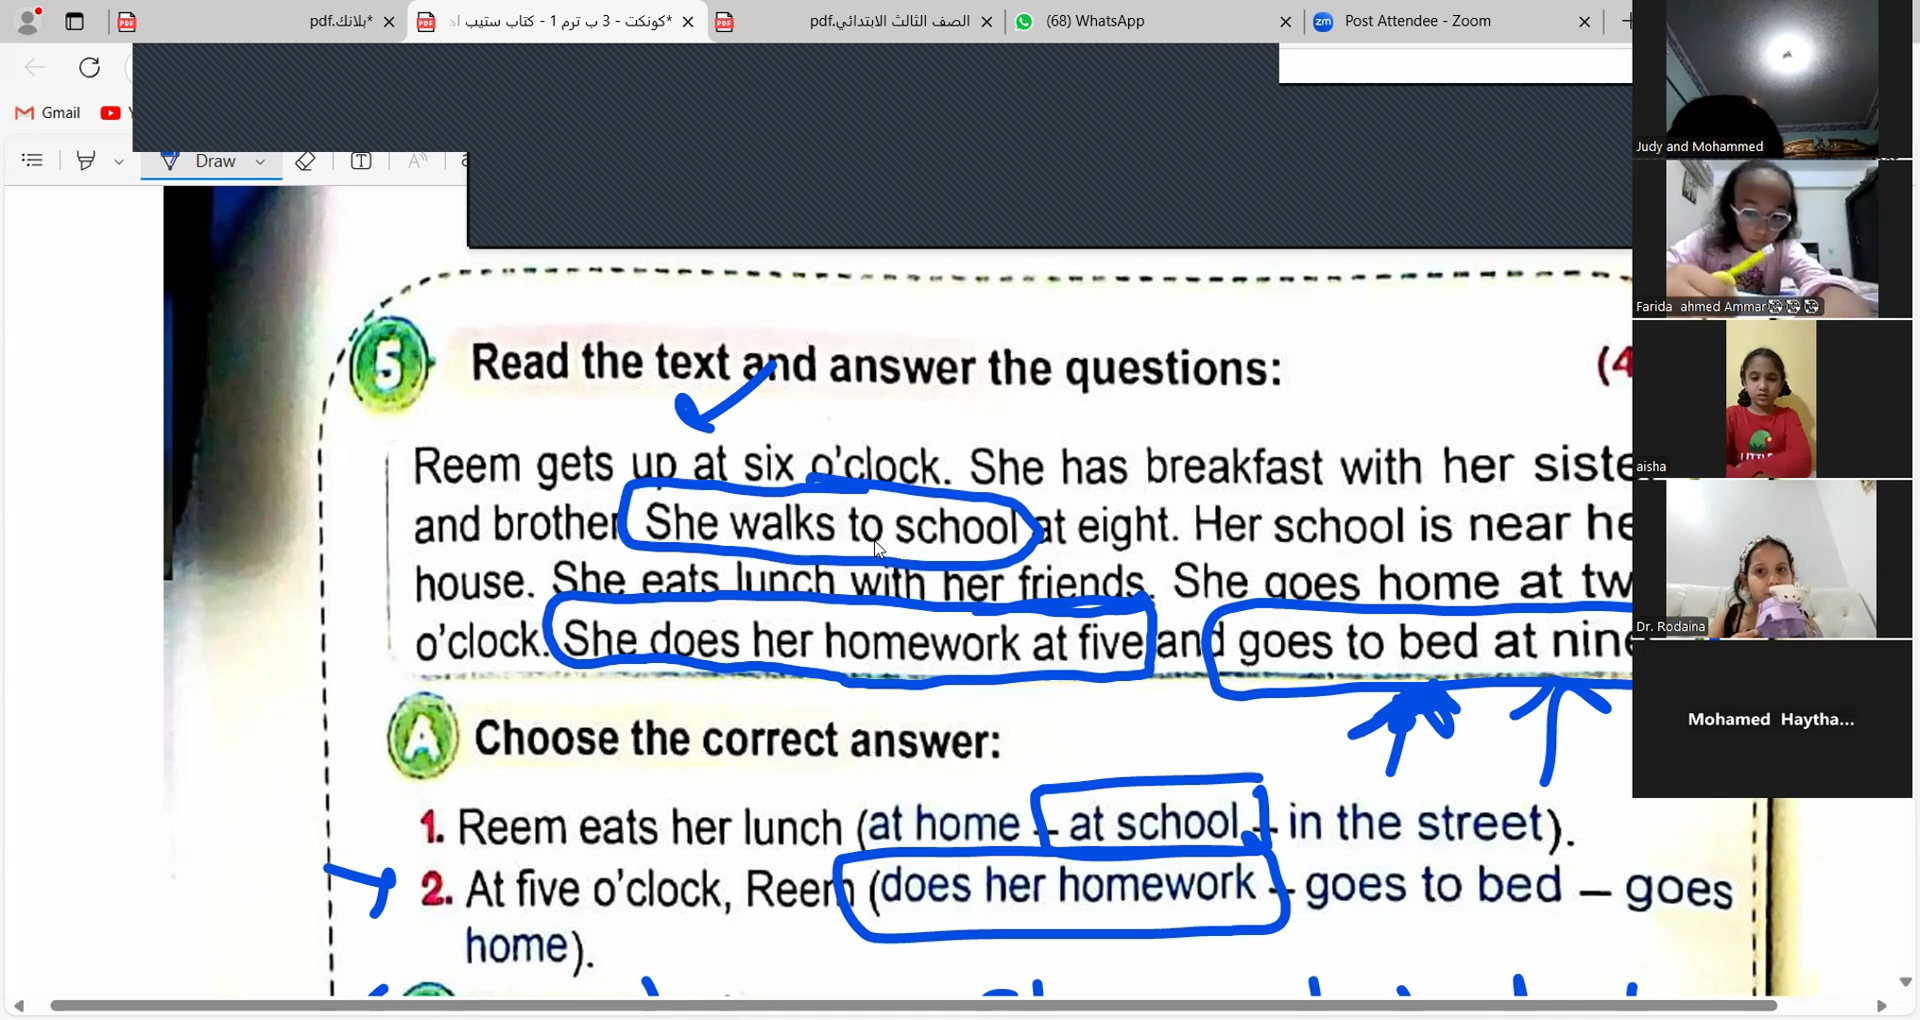 *بلانك.pdf
*كونكت - 3 ب ترم 1 - كتاب ستيب
الصف الثالث الابتدائي.pdf
(68) WhatsApp
zm Post Attendee - Zoom
Gmail
Draw
Judy and Mohammed
Farida ahmed Ammar
aisha
Dr. Rodaina
Mohamed Haytha...
5 Read the text and answer the questions:
(4
Reem gets up at six o'clock. She has breakfast with her siste
and brother She walks to school at eight. Her school is near he
house. She eats lunch with her friends. She goes home at tw
o'clock. She does her homework at five and goes to bed at nine
A Choose the correct answer:
1. Reem eats her lunch (at home – at school – in the street).
2. At five o'clock, Reem (does her homework – goes to bed – goes
home).